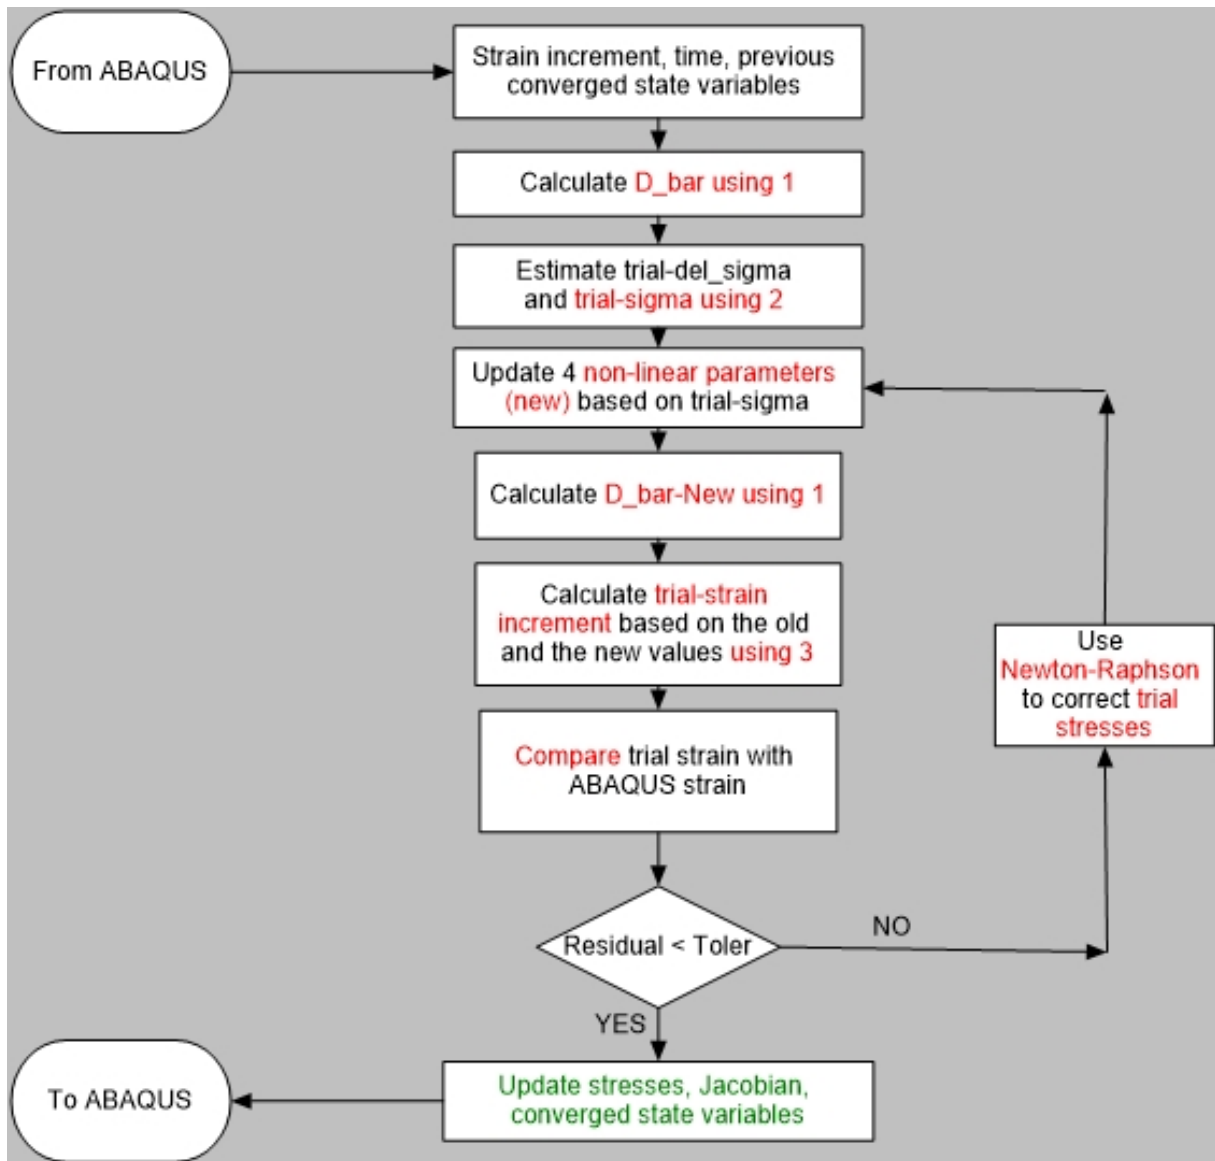 From ABAQUS
Strain increment, time, previous
converged state variables
Calculate D_bar using 1
Estimate trial-del_sigma
and trial-sigma using 2
Update 4 non-linear parameters
(new) based on trial-sigma
Calculate D_bar-New using 1
Calculate trial-strain
increment based on the old
and the new values using 3
Use
Newton-Raphson
to correct trial
stresses
Compare trial strain with
ABAQUS strain
Residual < Toler
NO
YES
Update stresses, Jacobian,
converged state variables
To ABAQUS